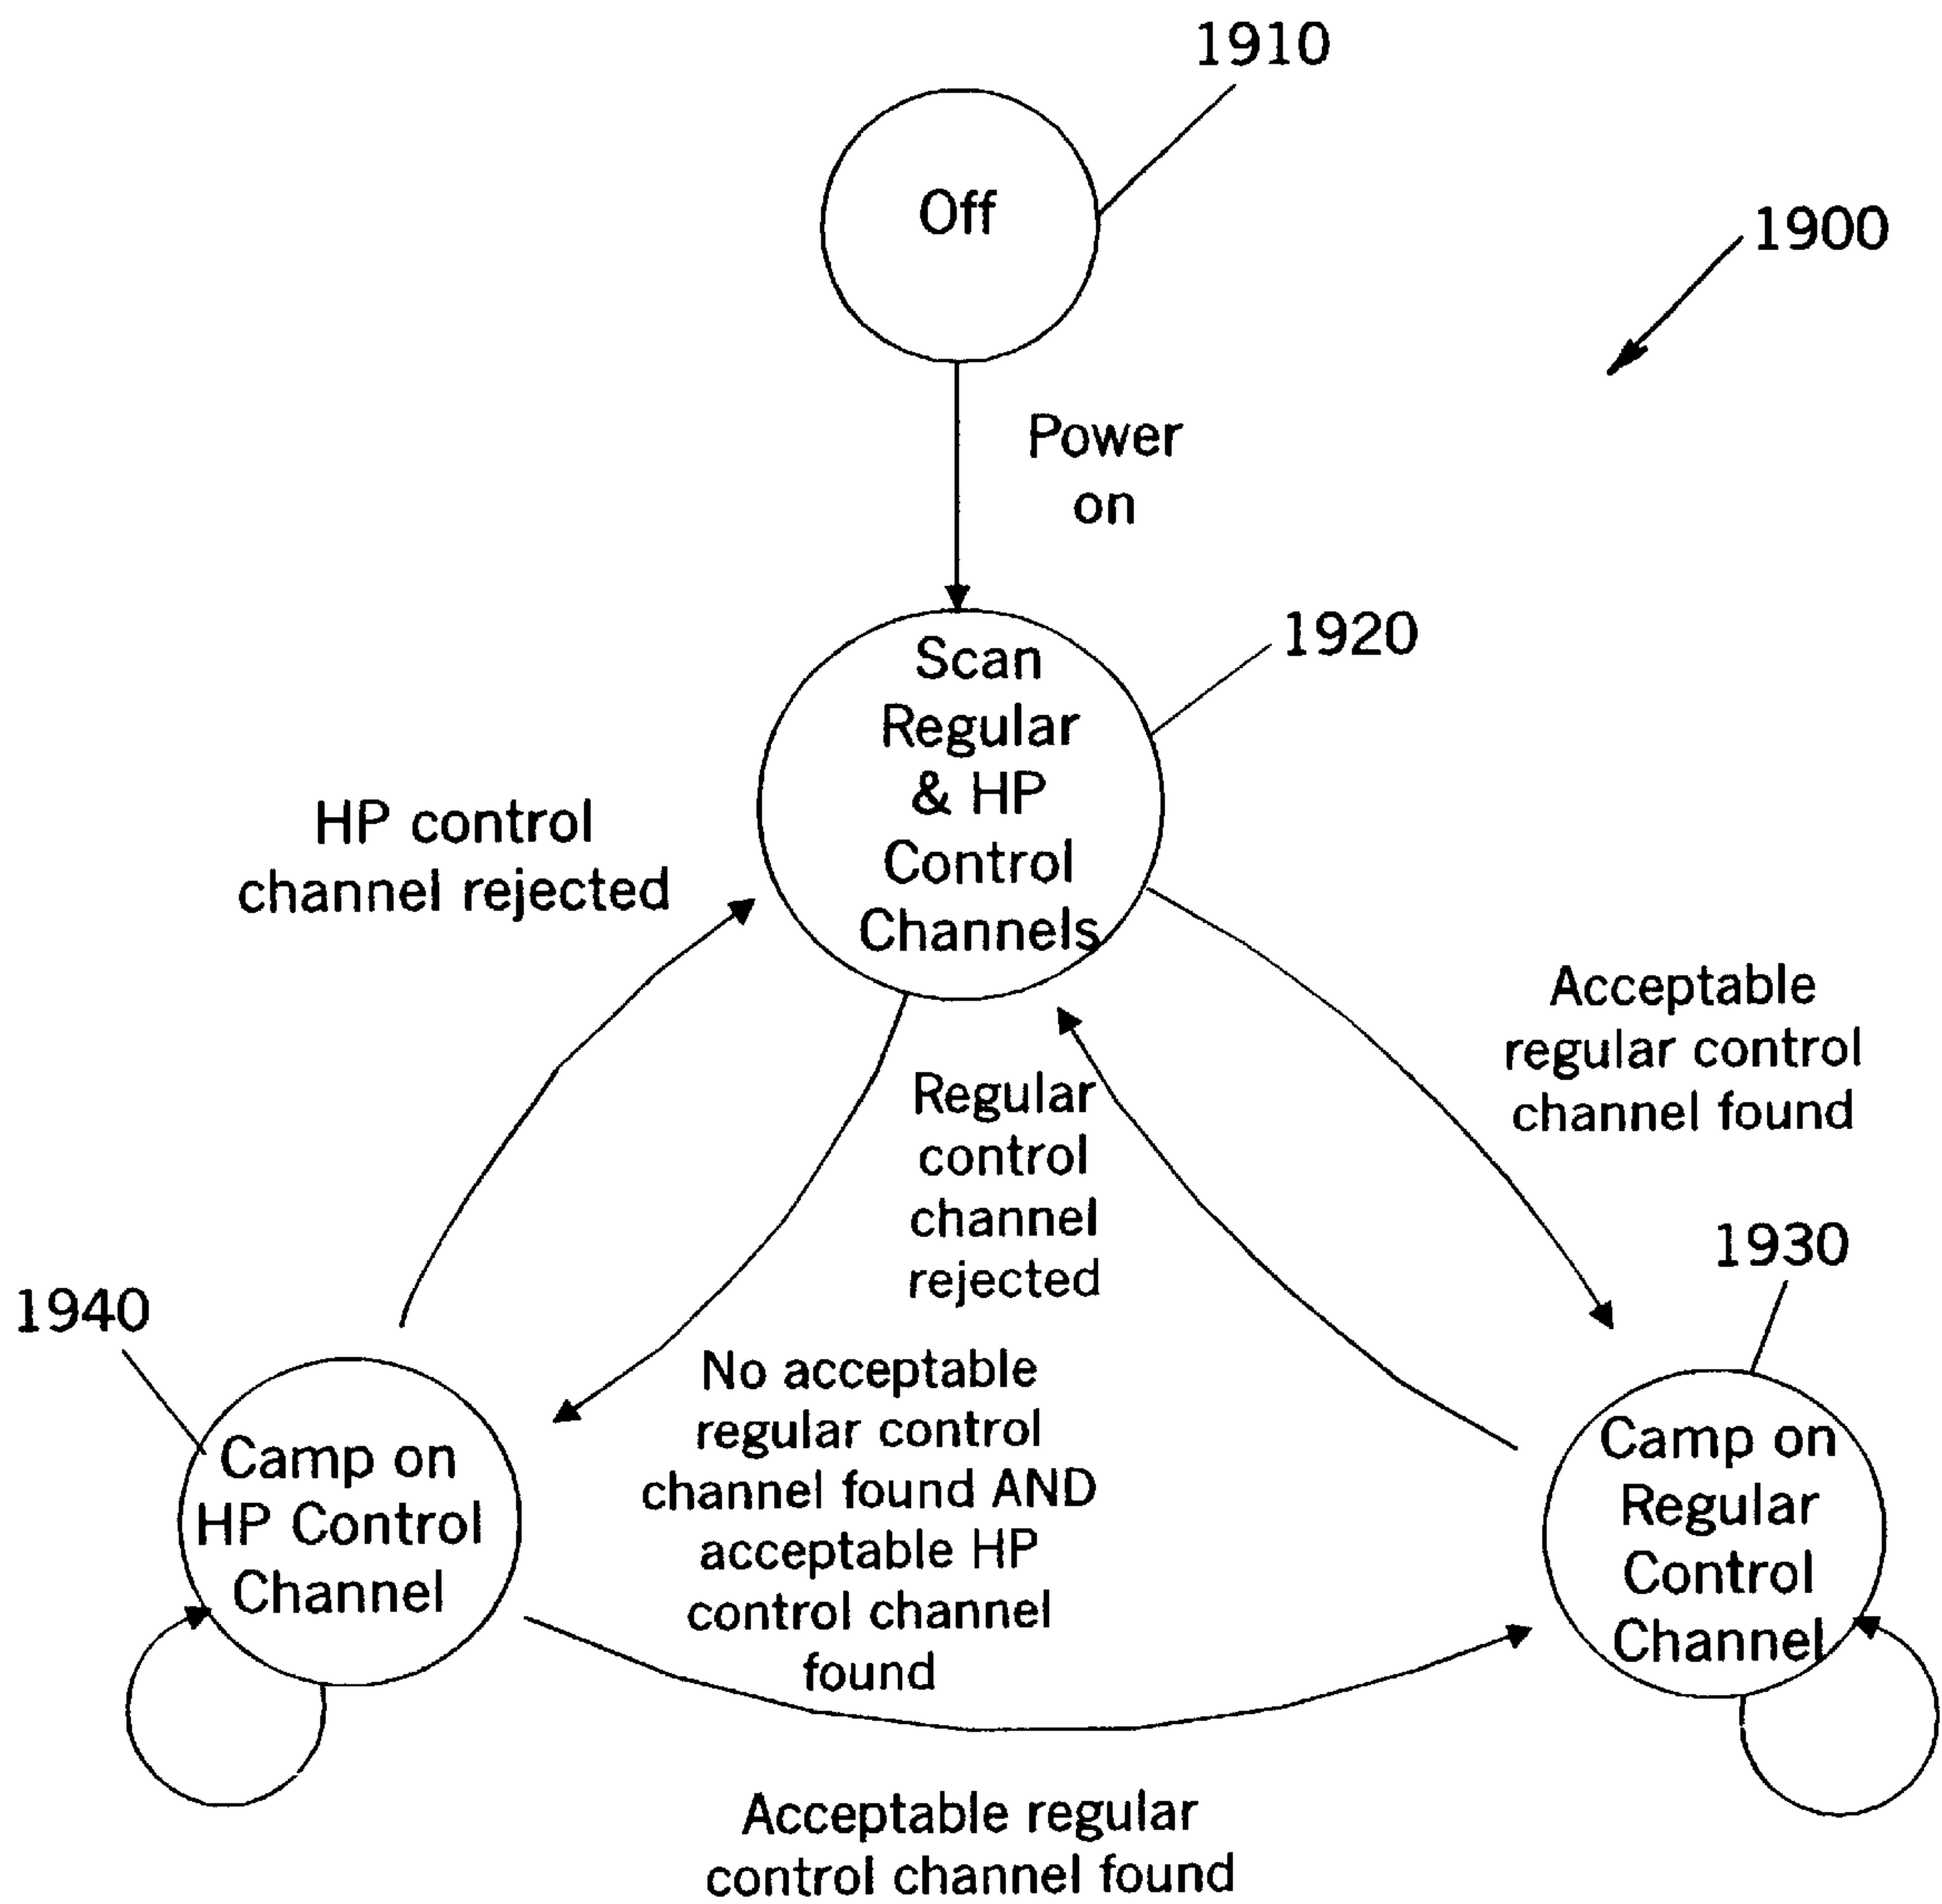 1910
Off
1900
Power
on
1920
Scan
Regular
& HP
Control
Channels
HP control
channel rejected
Acceptable
regular control
channel found
Regular
control
channel
rejected
1930
1940
No acceptable
regular control
channel found AND
acceptable HP
control channel
found
Camp on
HP Control
Channel
Camp on
Regular
Control
Channel
Acceptable regular
control channel found